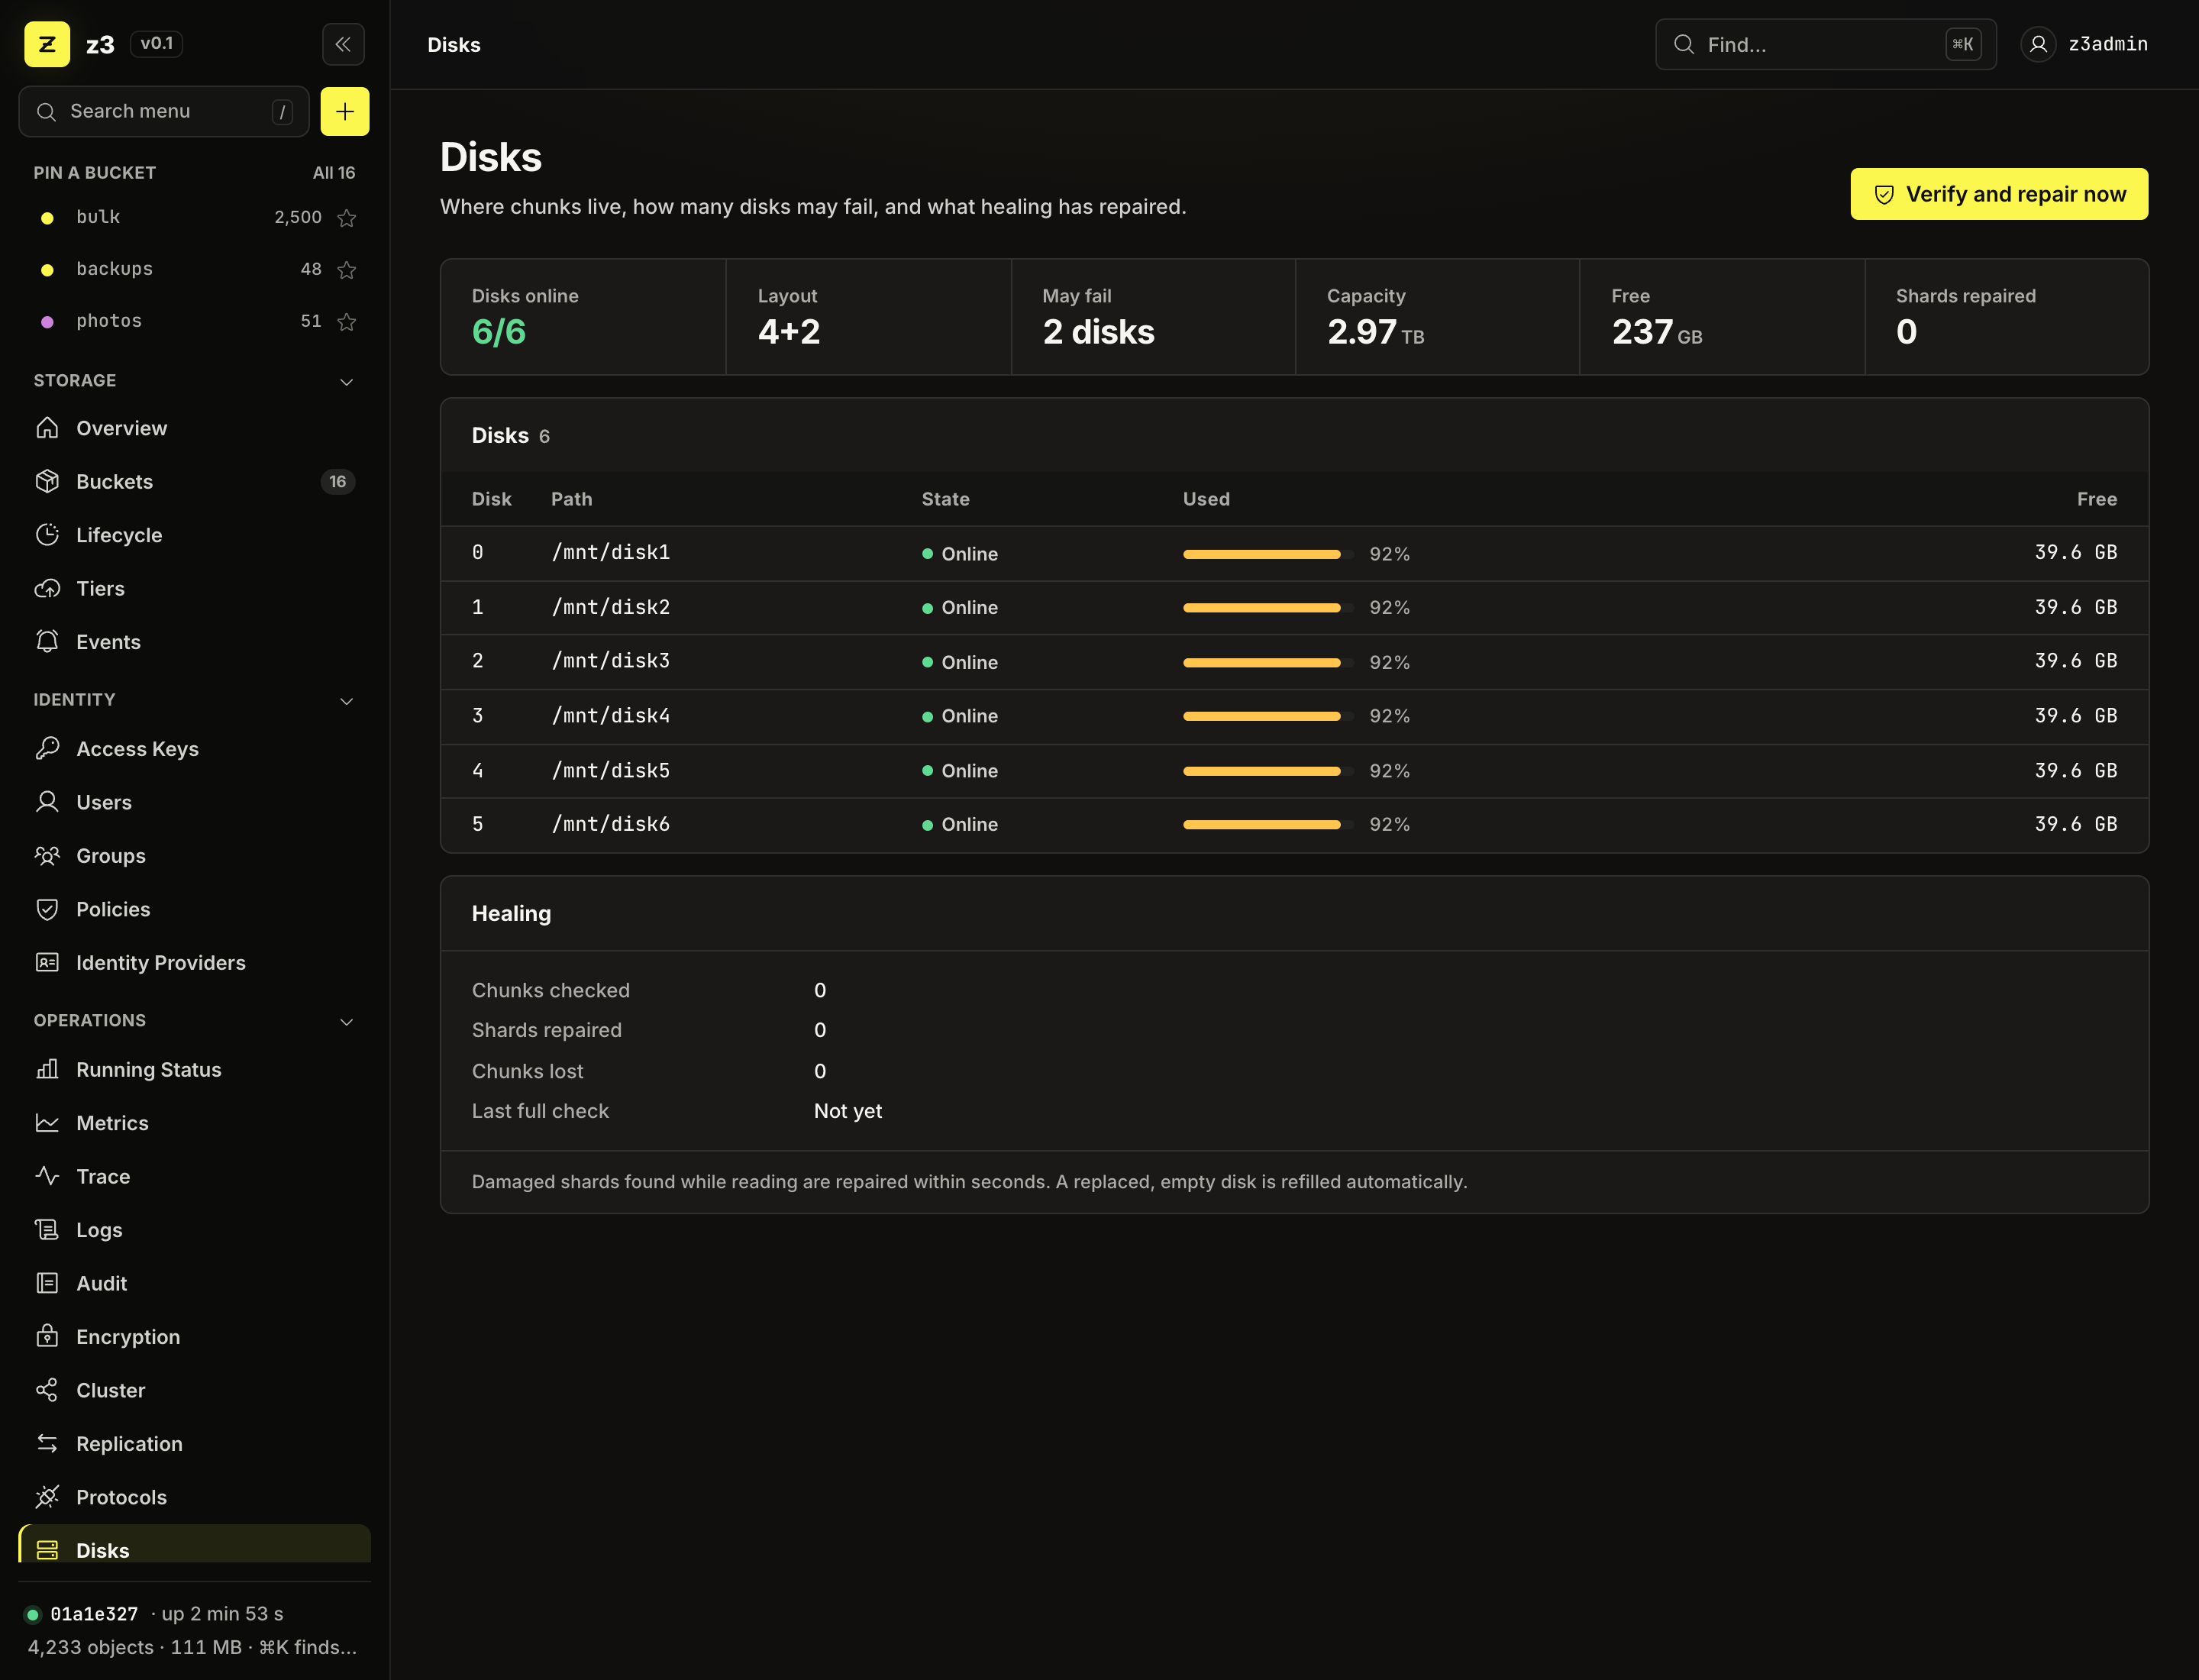 z3 v0.1
Search menu /
PIN A BUCKET All 16
bulk 2,500
backups 48
photos 51
STORAGE
Overview
Buckets 16
Lifecycle
Tiers
Events
IDENTITY
Access Keys
Users
Groups
Policies
Identity Providers
OPERATIONS
Running Status
Metrics
Trace
Logs
Audit
Encryption
Cluster
Replication
Protocols
Disks
01a1e327 · up 2 min 53 s
4,233 objects · 111 MB · ⌘K finds...
Disks
Find... ⌘K
z3admin
Disks
Where chunks live, how many disks may fail, and what healing has repaired.
Verify and repair now
Disks online
6/6
Layout
4+2
May fail
2 disks
Capacity
2.97 TB
Free
237 GB
Shards repaired
0
Disks 6
Disk Path State Used Free
0 /mnt/disk1 Online 92% 39.6 GB
1 /mnt/disk2 Online 92% 39.6 GB
2 /mnt/disk3 Online 92% 39.6 GB
3 /mnt/disk4 Online 92% 39.6 GB
4 /mnt/disk5 Online 92% 39.6 GB
5 /mnt/disk6 Online 92% 39.6 GB
Healing
Chunks checked 0
Shards repaired 0
Chunks lost 0
Last full check Not yet
Damaged shards found while reading are repaired within seconds. A replaced, empty disk is refilled automatically.